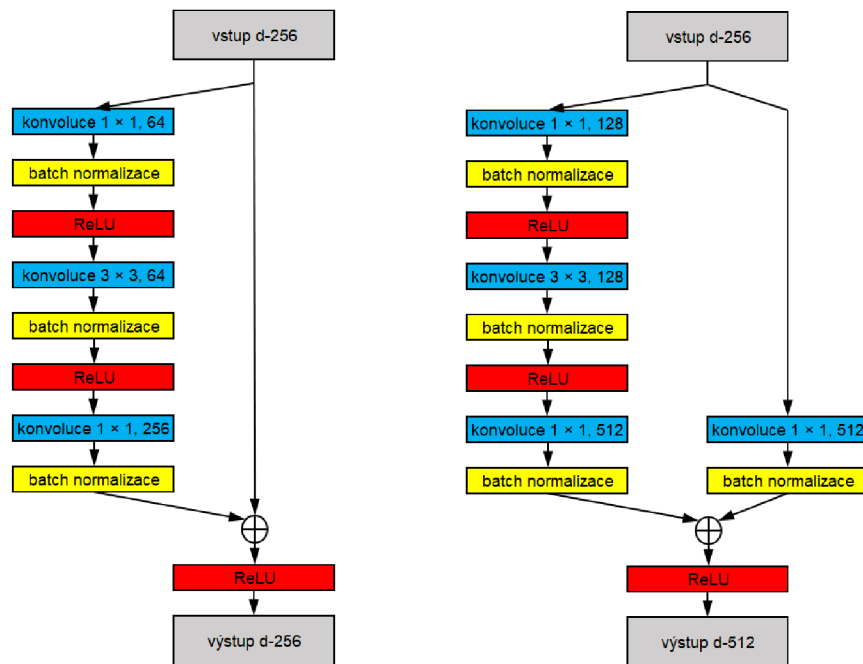 vstup d-256
konvoluce 1 × 1, 64
batch normalizace
ReLU
konvoluce 3 × 3, 64
batch normalizace
ReLU
konvoluce 1 × 1, 256
batch normalizace
ReLU
výstup d-256
vstup d-256
konvoluce 1 × 1, 128
batch normalizace
ReLU
konvoluce 3 × 3, 128
batch normalizace
ReLU
konvoluce 1 × 1, 512
batch normalizace
konvoluce 1 × 1, 512
batch normalizace
ReLU
výstup d-512